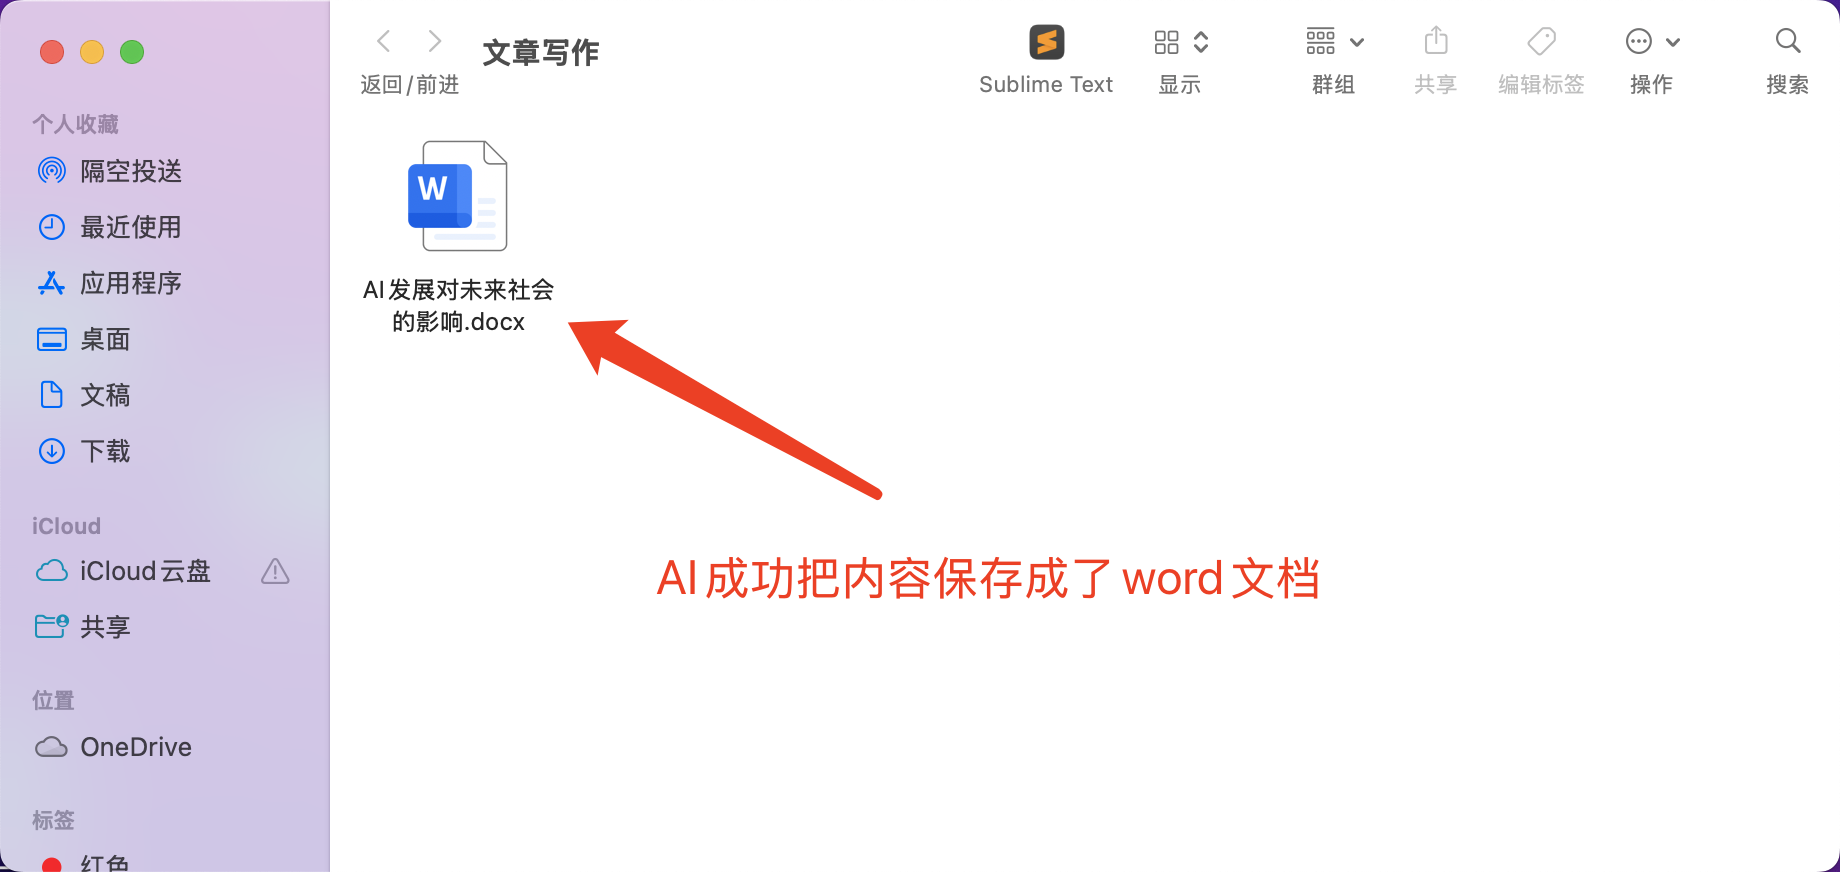 文章写作
返回/前进
Sublime Text
显示
群组
共享
编辑标签
操作
搜索
个人收藏
隔空投送
最近使用
应用程序
桌面
文稿
下载
iCloud
iCloud云盘
共享
位置
OneDrive
标签
红色
W
AI发展对未来社会
的影响.docx
AI成功把内容保存成了word文档